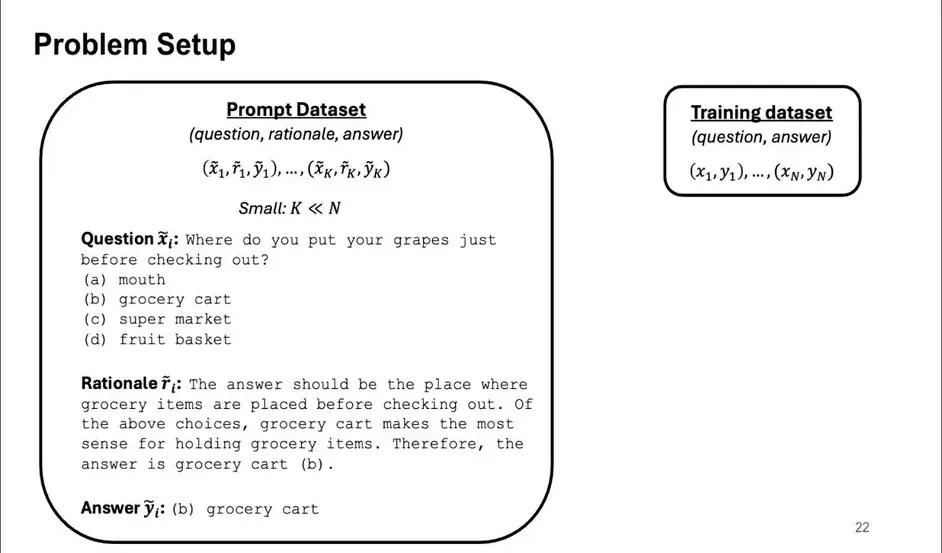 Problem Setup
Prompt Dataset
(question, rationale, answer)
(x̃₁, r̃₁, ỹ₁), … , (x̃_K, r̃_K, ỹ_K)
Small: K ≪ N
Question x̃ᵢ: Where do you put your grapes just
before checking out?
(a) mouth
(b) grocery cart
(c) super market
(d) fruit basket
Rationale r̃ᵢ: The answer should be the place where
grocery items are placed before checking out. Of
the above choices, grocery cart makes the most
sense for holding grocery items. Therefore, the
answer is grocery cart (b).
Answer ỹᵢ: (b) grocery cart
Training dataset
(question, answer)
(x₁, y₁), … , (x_N, y_N)
22